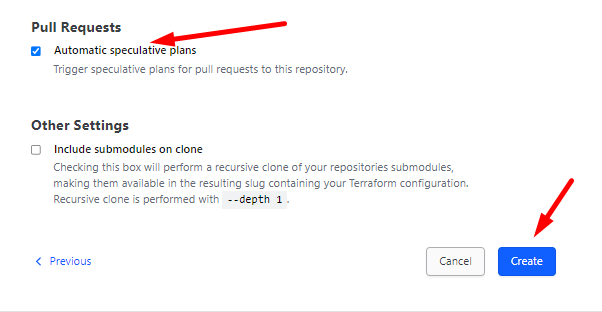 Pull Requests
Automatic speculative plans
Trigger speculative plans for pull requests to this repository.
Other Settings
Include submodules on clone
Checking this box will perform a recursive clone of your repositories submodules,
making them available in the resulting slug containing your Terraform configuration.
Recursive clone is performed with --depth 1.
Previous
Cancel
Create